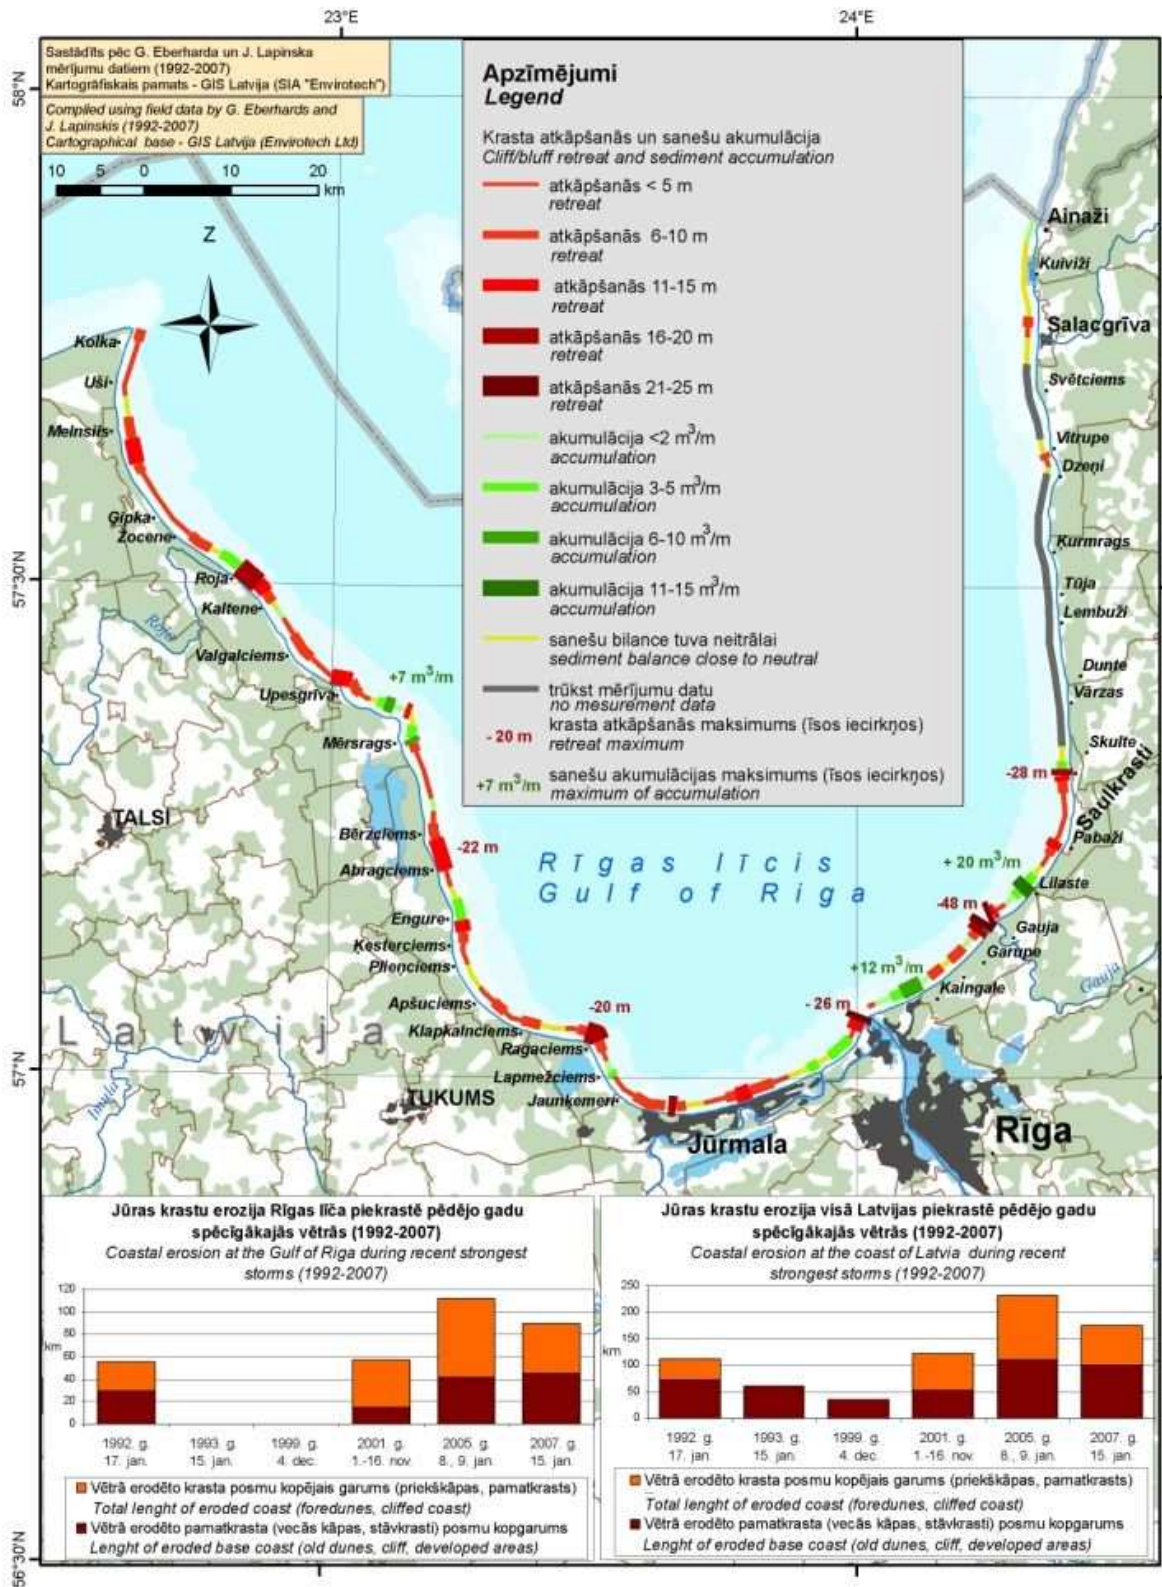 23°E
24°E
58°N
57°30'N
57°N
56°30'N
Sastādīts pēc G. Eberharda un J. Lapinska
mērījumu datiem (1992-2007)
Kartogrāfiskais pamats - GIS Latvija (SIA "Envirotech")
Compiled using field data by G. Eberhards and
J. Lapinskis (1992-2007)
Cartographical base - GIS Latvija (Envirotech Ltd)
10 5 0 10 20
km
Z
Apzīmējumi
Legend
Krasta atkāpšanās un sanešu akumulācija
Cliff/bluff retreat and sediment accumulation
atkāpšanās < 5 m
retreat
atkāpšanās 6-10 m
retreat
atkāpšanās 11-15 m
retreat
atkāpšanās 16-20 m
retreat
atkāpšanās 21-25 m
retreat
akumulācija <2 m³/m
accumulation
akumulācija 3-5 m³/m
accumulation
akumulācija 6-10 m³/m
accumulation
akumulācija 11-15 m³/m
accumulation
sanešu bilance tuva neitrālai
sediment balance close to neutral
trūkst mērījumu datu
no mesurement data
- 20 m krasta atkāpšanās maksimums (īsos iecirkņos)
retreat maximum
+7 m³/m sanešu akumulācijas maksimums (īsos iecirkņos)
maximum of accumulation
Kolka
Uši
Melnsils
Ģipka
Žocene
Roja
Roja
Kaltene
Valgalciems
Upesgrīva
+7 m³/m
Mērsrags
TALSI
Bērzciems
-22 m
Abragciems
Engure
Ķesterciems
Plieņciems
Apšuciems
Klapkalnciems
-20 m
Ragaciems
Lapmežciems
Jaunķemeri
Latvija
Imula
TUKUMS
Jūrmala
Rīga
Rīgas līcis
Gulf of Riga
Ainaži
Kuiviži
Salacgrīva
Svētciems
Vitrupe
Dzeņi
Kurmrags
Tūja
Lembuži
Dunte
Vārzas
Skulte
-28 m
Saulkrasti
Pabaži
+ 20 m³/m
Lilaste
-48 m
Gauja
Garupe
Gauja
+12 m³/m
Kalngale
- 26 m
Jūras krastu erozija Rīgas līča piekrastē pēdējo gadu
spēcīgākajās vētrās (1992-2007)
Coastal erosion at the Gulf of Riga during recent strongest
storms (1992-2007)
120
100
80
60
40
20
0
km
1992. g. 1993. g. 1999. g. 2001. g. 2005. g. 2007. g.
17. jan. 15. jan. 4. dec. 1.-16. nov. 8., 9. jan. 15. jan.
Vētrā erodēto krasta posmu kopējais garums (priekškāpas, pamatkrasts)
Total lenght of eroded coast (foredunes, cliffed coast)
Vētrā erodēto pamatkrasta (vecās kāpas, stāvkrasti) posmu kopgarums
Lenght of eroded base coast (old dunes, cliff, developed areas)
Jūras krastu erozija visā Latvijas piekrastē pēdējo gadu
spēcīgākajās vētrās (1992-2007)
Coastal erosion at the coast of Latvia during recent
strongest storms (1992-2007)
250
200
150
100
50
0
km
1992. g. 1993. g. 1999. g. 2001. g. 2005. g. 2007. g.
17. jan. 15. jan. 4. dec. 1.-16. nov. 8., 9. jan. 15. jan.
Vētrā erodēto krasta posmu kopējais garums (priekškāpas, pamatkrasts)
Total lenght of eroded coast (foredunes, cliffed coast)
Vētrā erodēto pamatkrasta (vecās kāpas, stāvkrasti) posmu kopgarums
Lenght of eroded base coast (old dunes, cliff, developed areas)